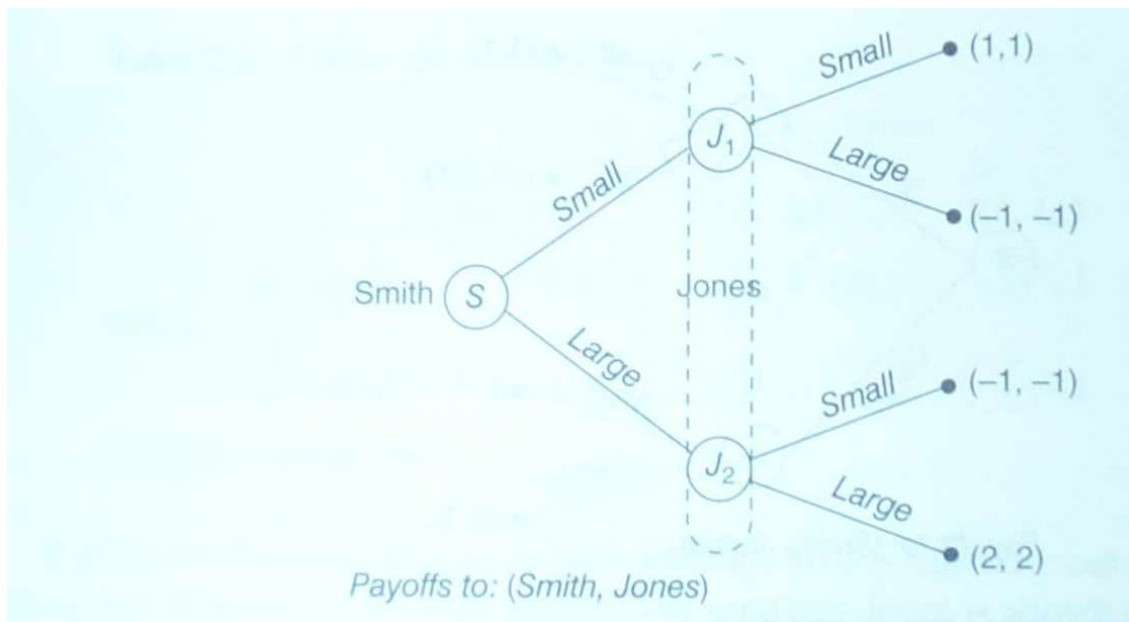 Small
(1,1)
J1
Large
Small
(–1, –1)
Smith
S
Jones
Large
Small
(–1, –1)
J2
Large
(2, 2)
Payoffs to: (Smith, Jones)